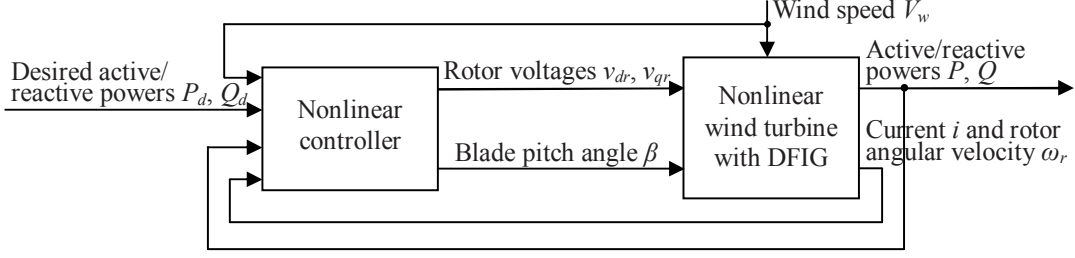 Wind speed V_w
Desired active/
reactive powers P_d, Q_d
Nonlinear
controller
Rotor voltages v_dr, v_qr
Blade pitch angle β
Nonlinear
wind turbine
with DFIG
Active/reactive
powers P, Q
Current i and rotor
angular velocity ω_r